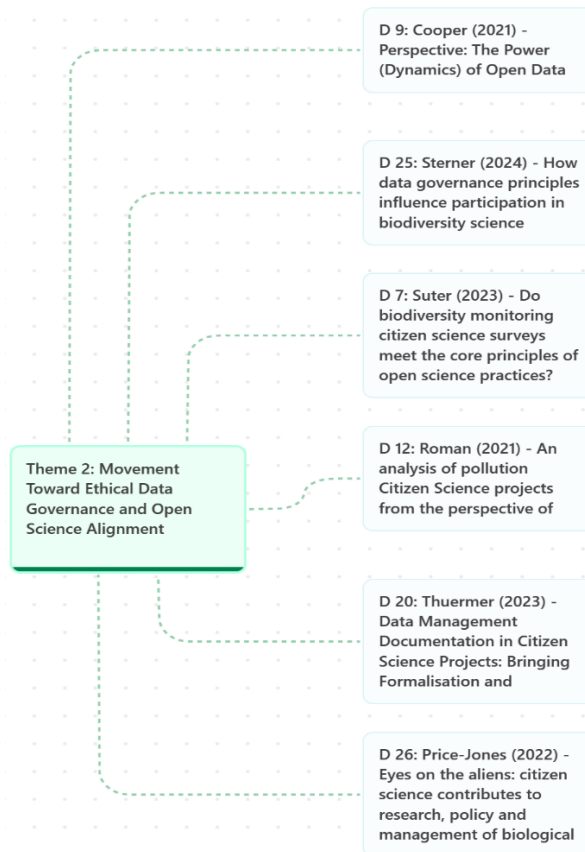 D 9: Cooper (2021) -
Perspective: The Power
(Dynamics) of Open Data
D 25: Sterner (2024) - How
data governance principles
influence participation in
biodiversity science
D 7: Suter (2023) - Do
biodiversity monitoring
citizen science surveys
meet the core principles of
open science practices?
Theme 2: Movement
Toward Ethical Data
Governance and Open
Science Alignment
D 12: Roman (2021) - An
analysis of pollution
Citizen Science projects
from the perspective of
D 20: Thuermer (2023) -
Data Management
Documentation in Citizen
Science Projects: Bringing
Formalisation and
D 26: Price-Jones (2022) -
Eyes on the aliens: citizen
science contributes to
research, policy and
management of biological